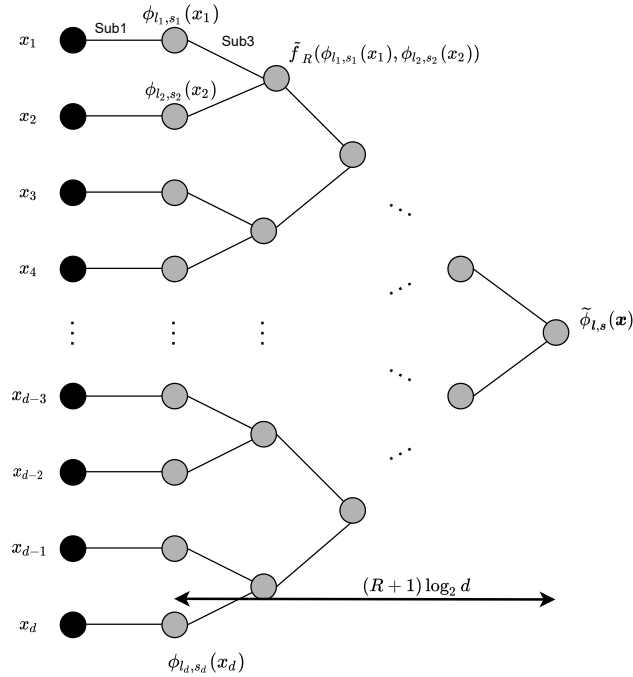 ϕ_{l_1,s_1}(x_1)
x_1 Sub1 Sub3
f̃_R(ϕ_{l_1,s_1}(x_1), ϕ_{l_2,s_2}(x_2))
ϕ_{l_2,s_2}(x_2)
x_2
x_3
x_4
ϕ̃_{l,s}(x)
x_{d−3}
x_{d−2}
x_{d−1}
(R + 1) log_2 d
x_d
ϕ_{l_d,s_d}(x_d)